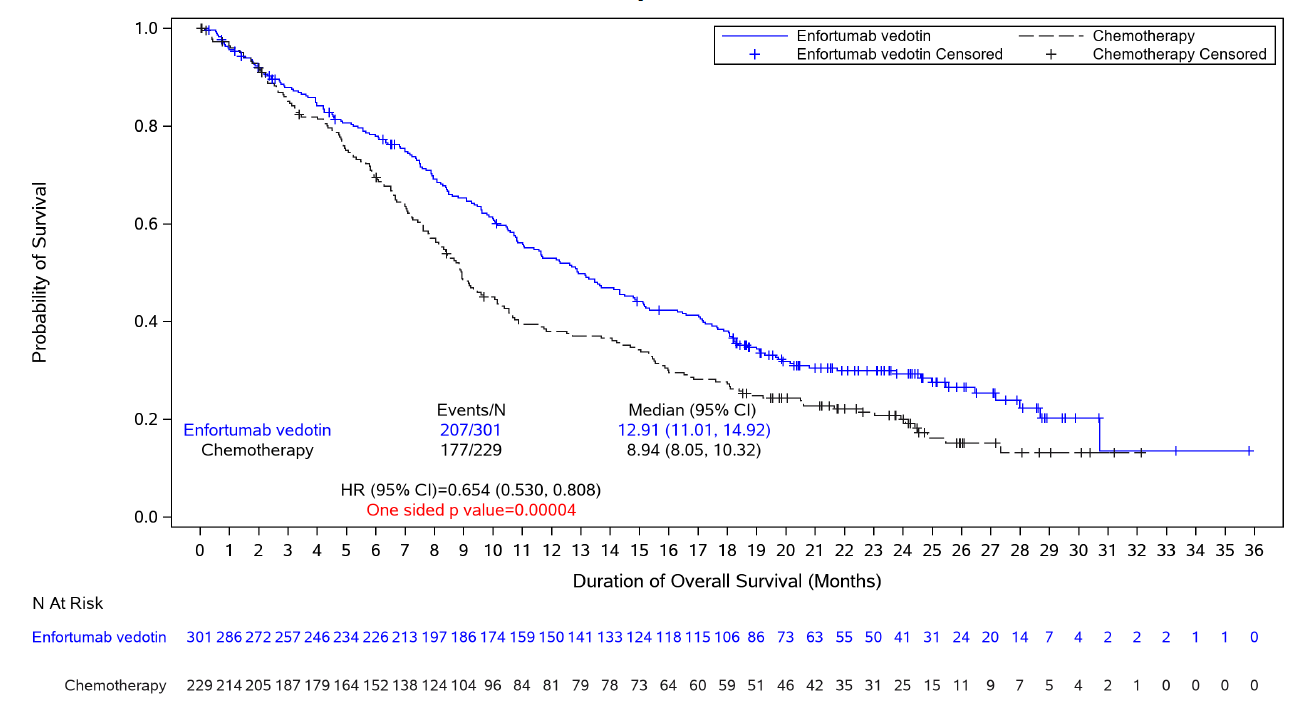 Enfortumab vedotin Chemotherapy
Enfortumab vedotin Censored Chemotherapy Censored
Probability of Survival
1.0
0.8
0.6
0.4
0.2
0.0
Events/N Median (95% CI)
Enfortumab vedotin 207/301 12.91 (11.01, 14.92)
Chemotherapy 177/229 8.94 (8.05, 10.32)
HR (95% CI)=0.654 (0.530, 0.808)
One sided p value=0.00004
0 1 2 3 4 5 6 7 8 9 10 11 12 13 14 15 16 17 18 19 20 21 22 23 24 25 26 27 28 29 30 31 32 33 34 35 36
Duration of Overall Survival (Months)
N At Risk
Enfortumab vedotin 301 286 272 257 246 234 226 213 197 186 174 159 150 141 133 124 118 115 106 86 73 63 55 50 41 31 24 20 14 7 4 2 2 2 1 1 0
Chemotherapy 229 214 205 187 179 164 152 138 124 104 96 84 81 79 78 73 64 60 59 51 46 42 35 31 25 15 11 9 7 5 4 2 1 0 0 0 0